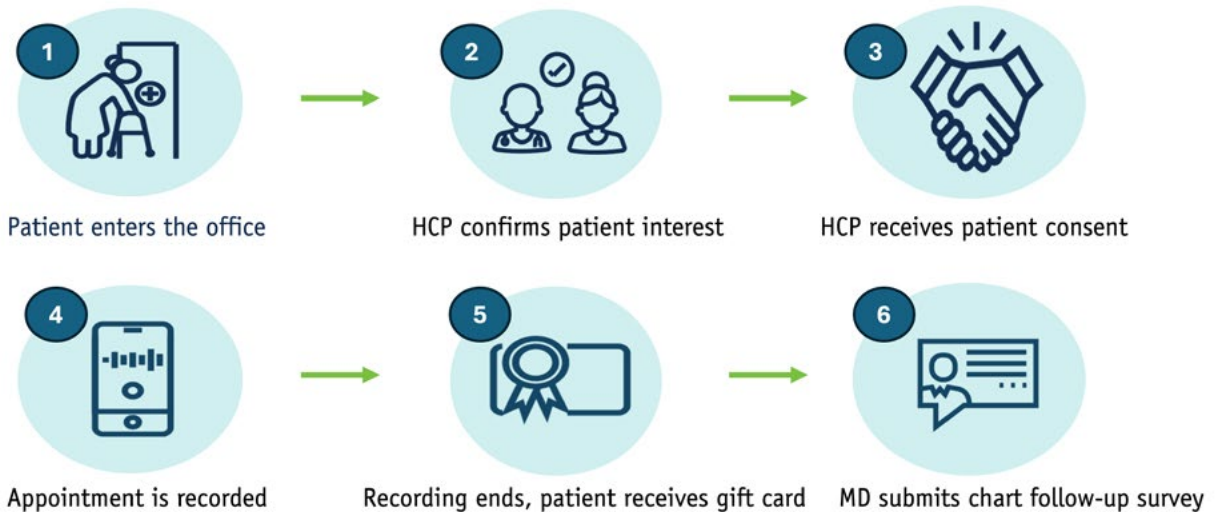 1
2
3
Patient enters the office
HCP confirms patient interest
HCP receives patient consent
4
5
6
Appointment is recorded
Recording ends, patient receives gift card
MD submits chart follow-up survey